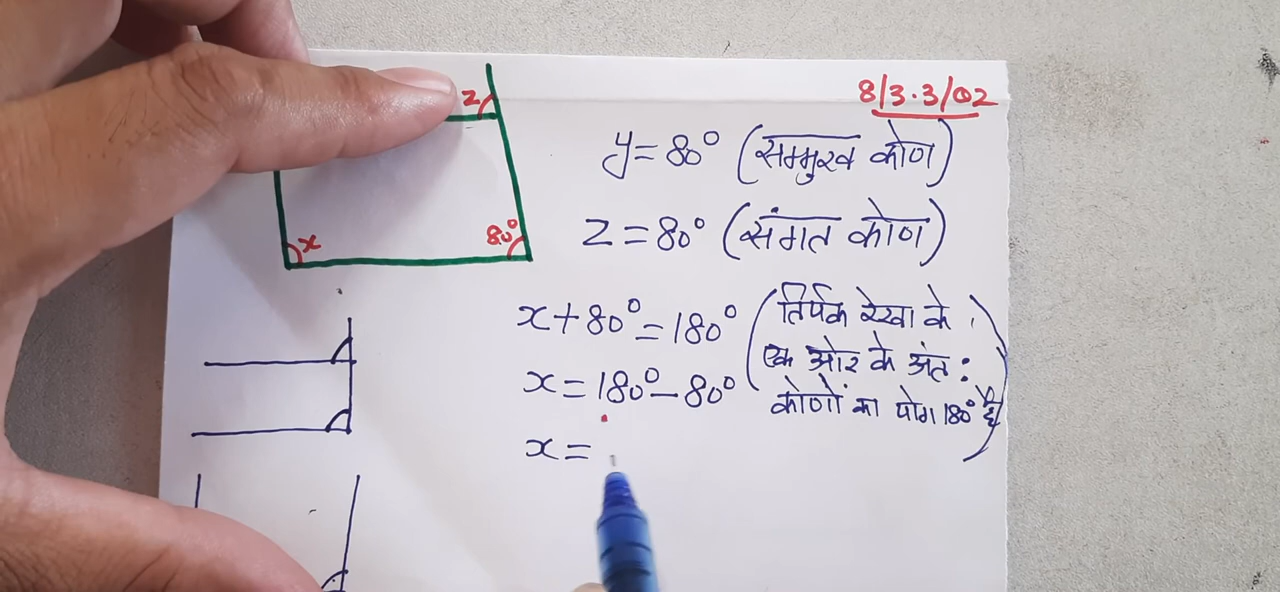 8/3.3/02
z
y=80° (सम्मुख कोण)
z=80° (संगत कोण)
x
80°
x+80°=180° (तिर्यक रेखा के
एक ओर के अंत:
कोणों का योग 180° है)
x=180°-80°
x=